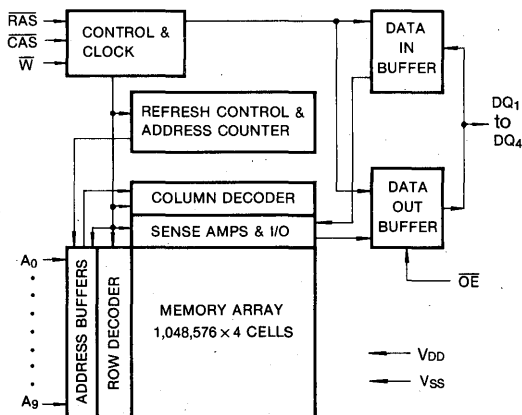 RAS
CAS
W
CONTROL &
CLOCK
DATA
IN
BUFFER
REFRESH CONTROL &
ADDRESS COUNTER
DQ1
to
DQ4
COLUMN DECODER
SENSE AMPS & I/O
DATA
OUT
BUFFER
OE
A0
A9
ADDRESS BUFFERS
ROW DECODER
MEMORY ARRAY
1,048,576 × 4 CELLS
VDD
VSS